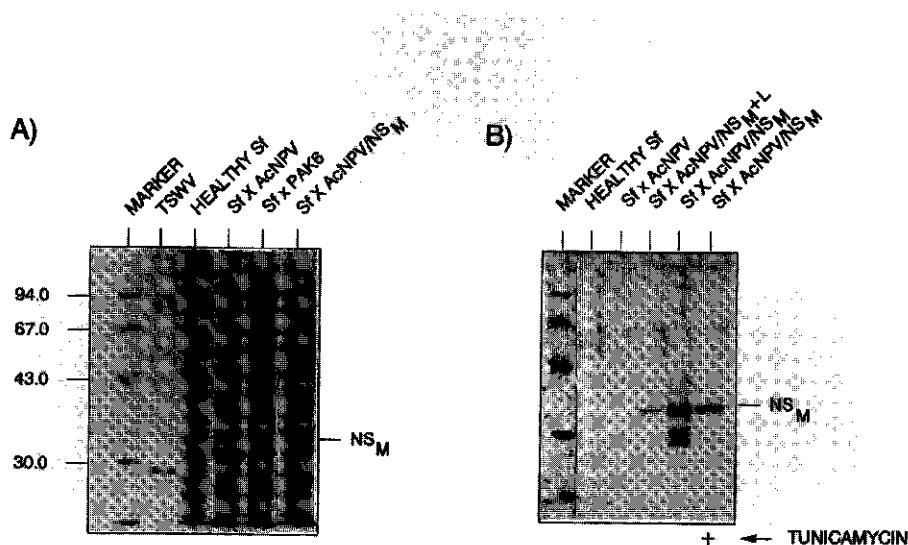 A)
MARKER
TSWV
HEALTHY Sf
Sf X AcNPV
Sf x PAK6
Sf X AcNPV/NS M
94.0
67.0
43.0
30.0
NS M
B)
MARKER
HEALTHY Sf
Sf x AcNPV
Sf x AcNPV/NS M +L
Sf X AcNPV/NS M
Sf X AcNPV/NS M
NS M
+ ← TUNICAMYCIN